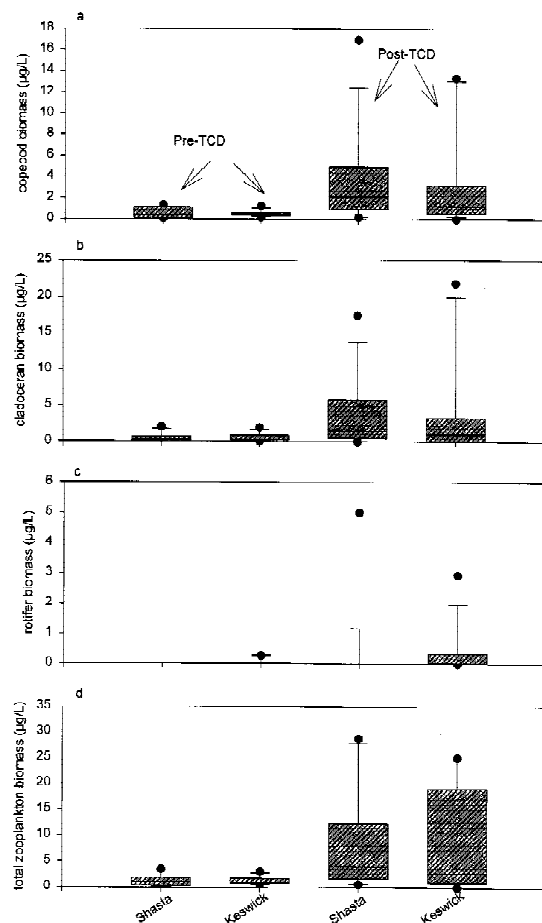 a
18
16
14
12
10
8
6
4
2
0
copepod biomass (µg/L)
Pre-TCD
Post-TCD
b
25
20
15
10
5
0
cladoceran biomass (µg/L)
c
6
5
4
3
2
1
0
rotifer biomass (µg/L)
d
35
30
25
20
15
10
5
0
total zooplankton biomass (µg/L)
Shasta
Keswick
Shasta
Keswick